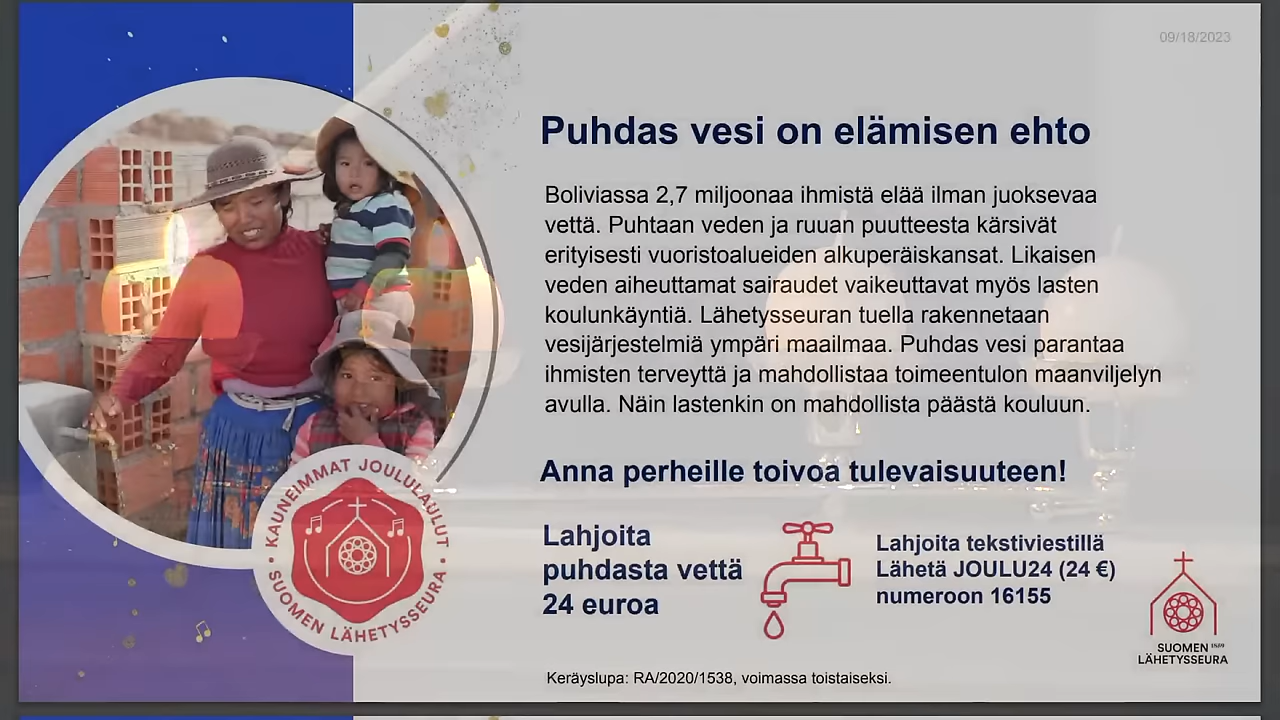 09/18/2023
Puhdas vesi on elämisen ehto
Boliviassa 2,7 miljoonaa ihmistä elää ilman juoksevaa
vettä. Puhtaan veden ja ruuan puutteesta kärsivät
erityisesti vuoristoalueiden alkuperäiskansat. Likaisen
veden aiheuttamat sairaudet vaikeuttavat myös lasten
koulunkäyntiä. Lähetysseuran tuella rakennetaan
vesijärjestelmiä ympäri maailmaa. Puhdas vesi parantaa
ihmisten terveyttä ja mahdollistaa toimeentulon maanviljelyn
avulla. Näin lastenkin on mahdollista päästä kouluun.
Anna perheille toivoa tulevaisuuteen!
Lahjoita
puhdasta vettä
24 euroa
Lahjoita tekstiviestillä
Lähetä JOULU24 (24 €)
numeroon 16155
KAUNEIMMAT JOULULAULUT
• SUOMEN LÄHETYSSEURA •
SUOMEN 1859
LÄHETYSSEURA
Keräyslupa: RA/2020/1538, voimassa toistaiseksi.